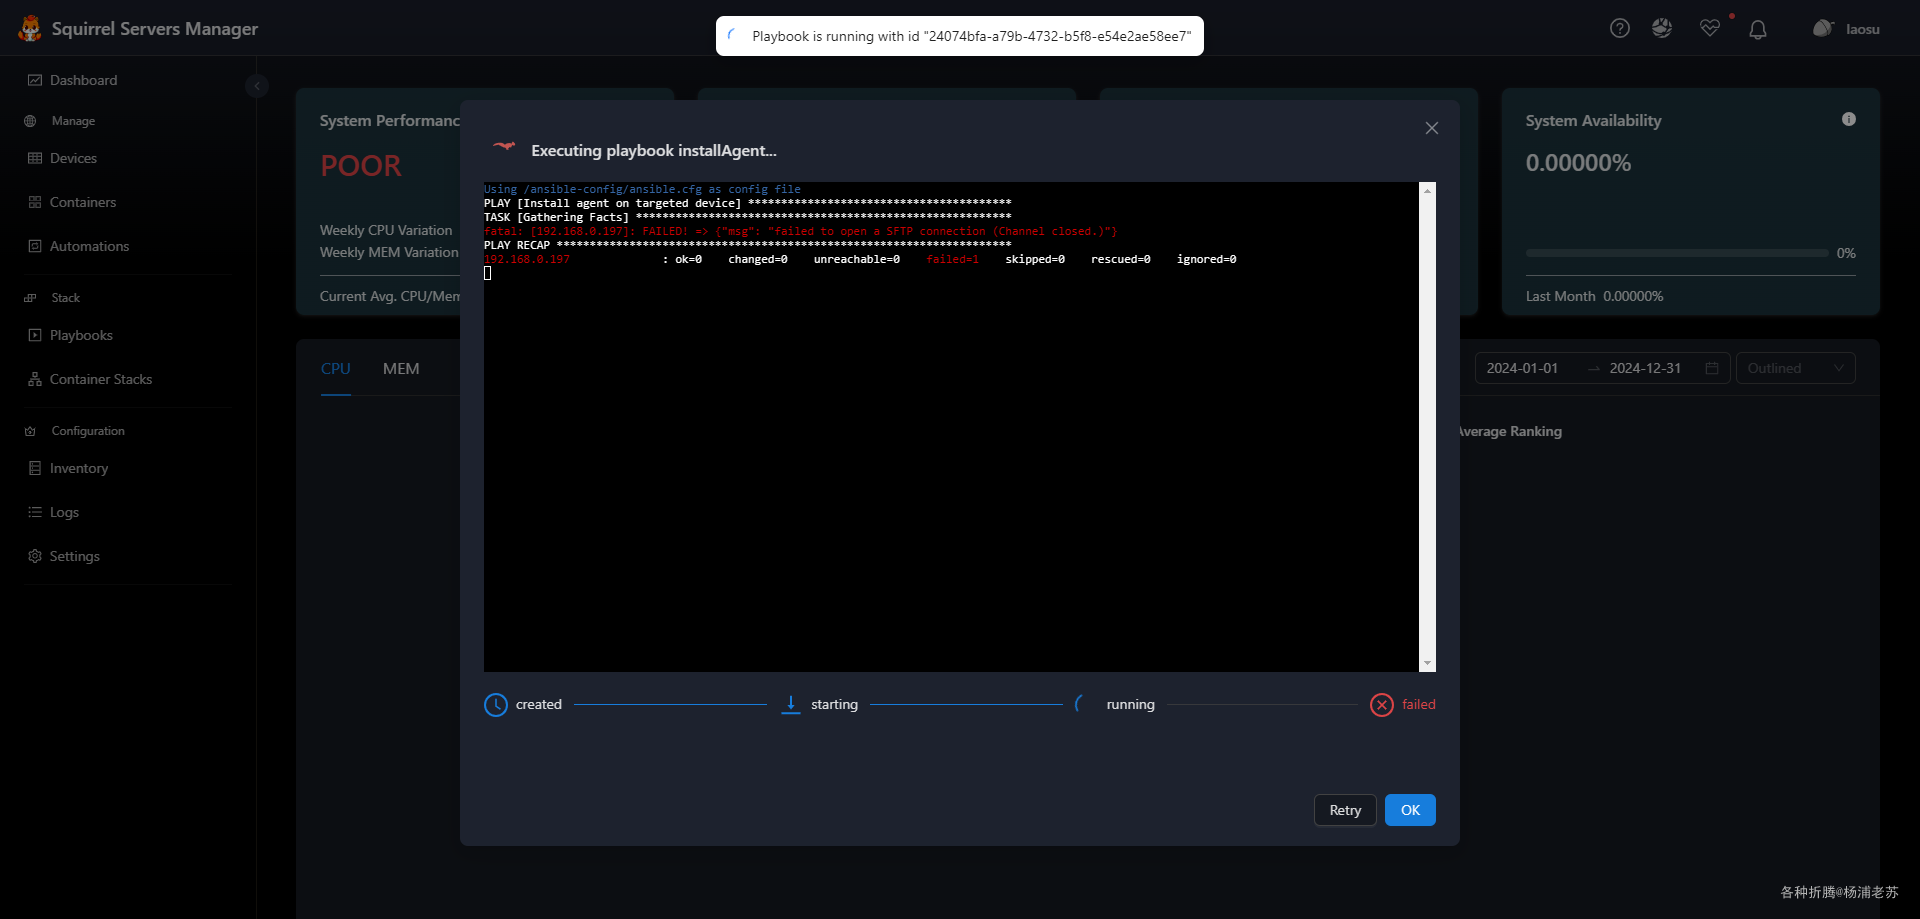 Squirrel Servers Manager
Playbook is running with id "24074bfa-a79b-4732-b5f8-e54e2ae58ee7"
laosu
Dashboard
Manage
Devices
Containers
Automations
Stack
Playbooks
Container Stacks
Configuration
Inventory
Logs
Settings
System Performanc
POOR
Weekly CPU Variation
Weekly MEM Variation
Current Avg. CPU/Mem
System Availability
0.00000%
0%
Last Month 0.00000%
CPU MEM
2024-01-01 → 2024-12-31 Outlined
Average Ranking
Executing playbook installAgent...
Using /ansible-config/ansible.cfg as config file
PLAY [Install agent on targeted device] ****************************************
TASK [Gathering Facts] *********************************************************
fatal: [192.168.0.197]: FAILED! => {"msg": "failed to open a SFTP connection (Channel closed.)"}
PLAY RECAP *********************************************************************
192.168.0.197 : ok=0 changed=0 unreachable=0 failed=1 skipped=0 rescued=0 ignored=0
created starting running failed
Retry OK
各种折腾@杨浦老苏